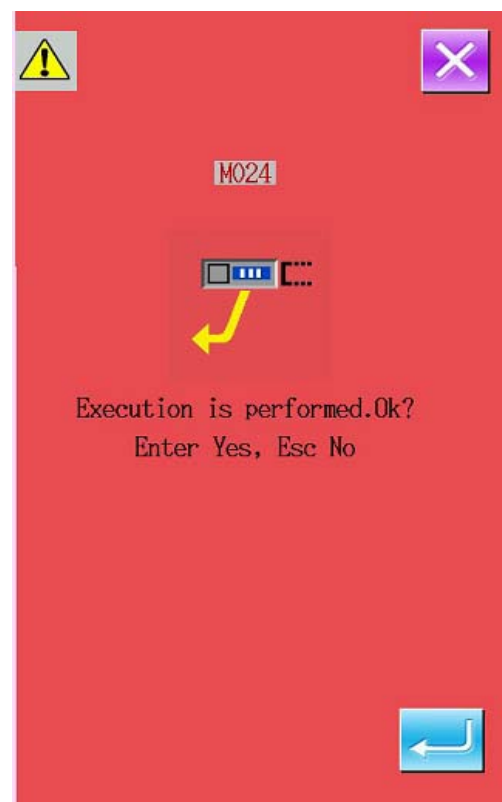 M024
Execution is performed.Ok?
Enter Yes, Esc No